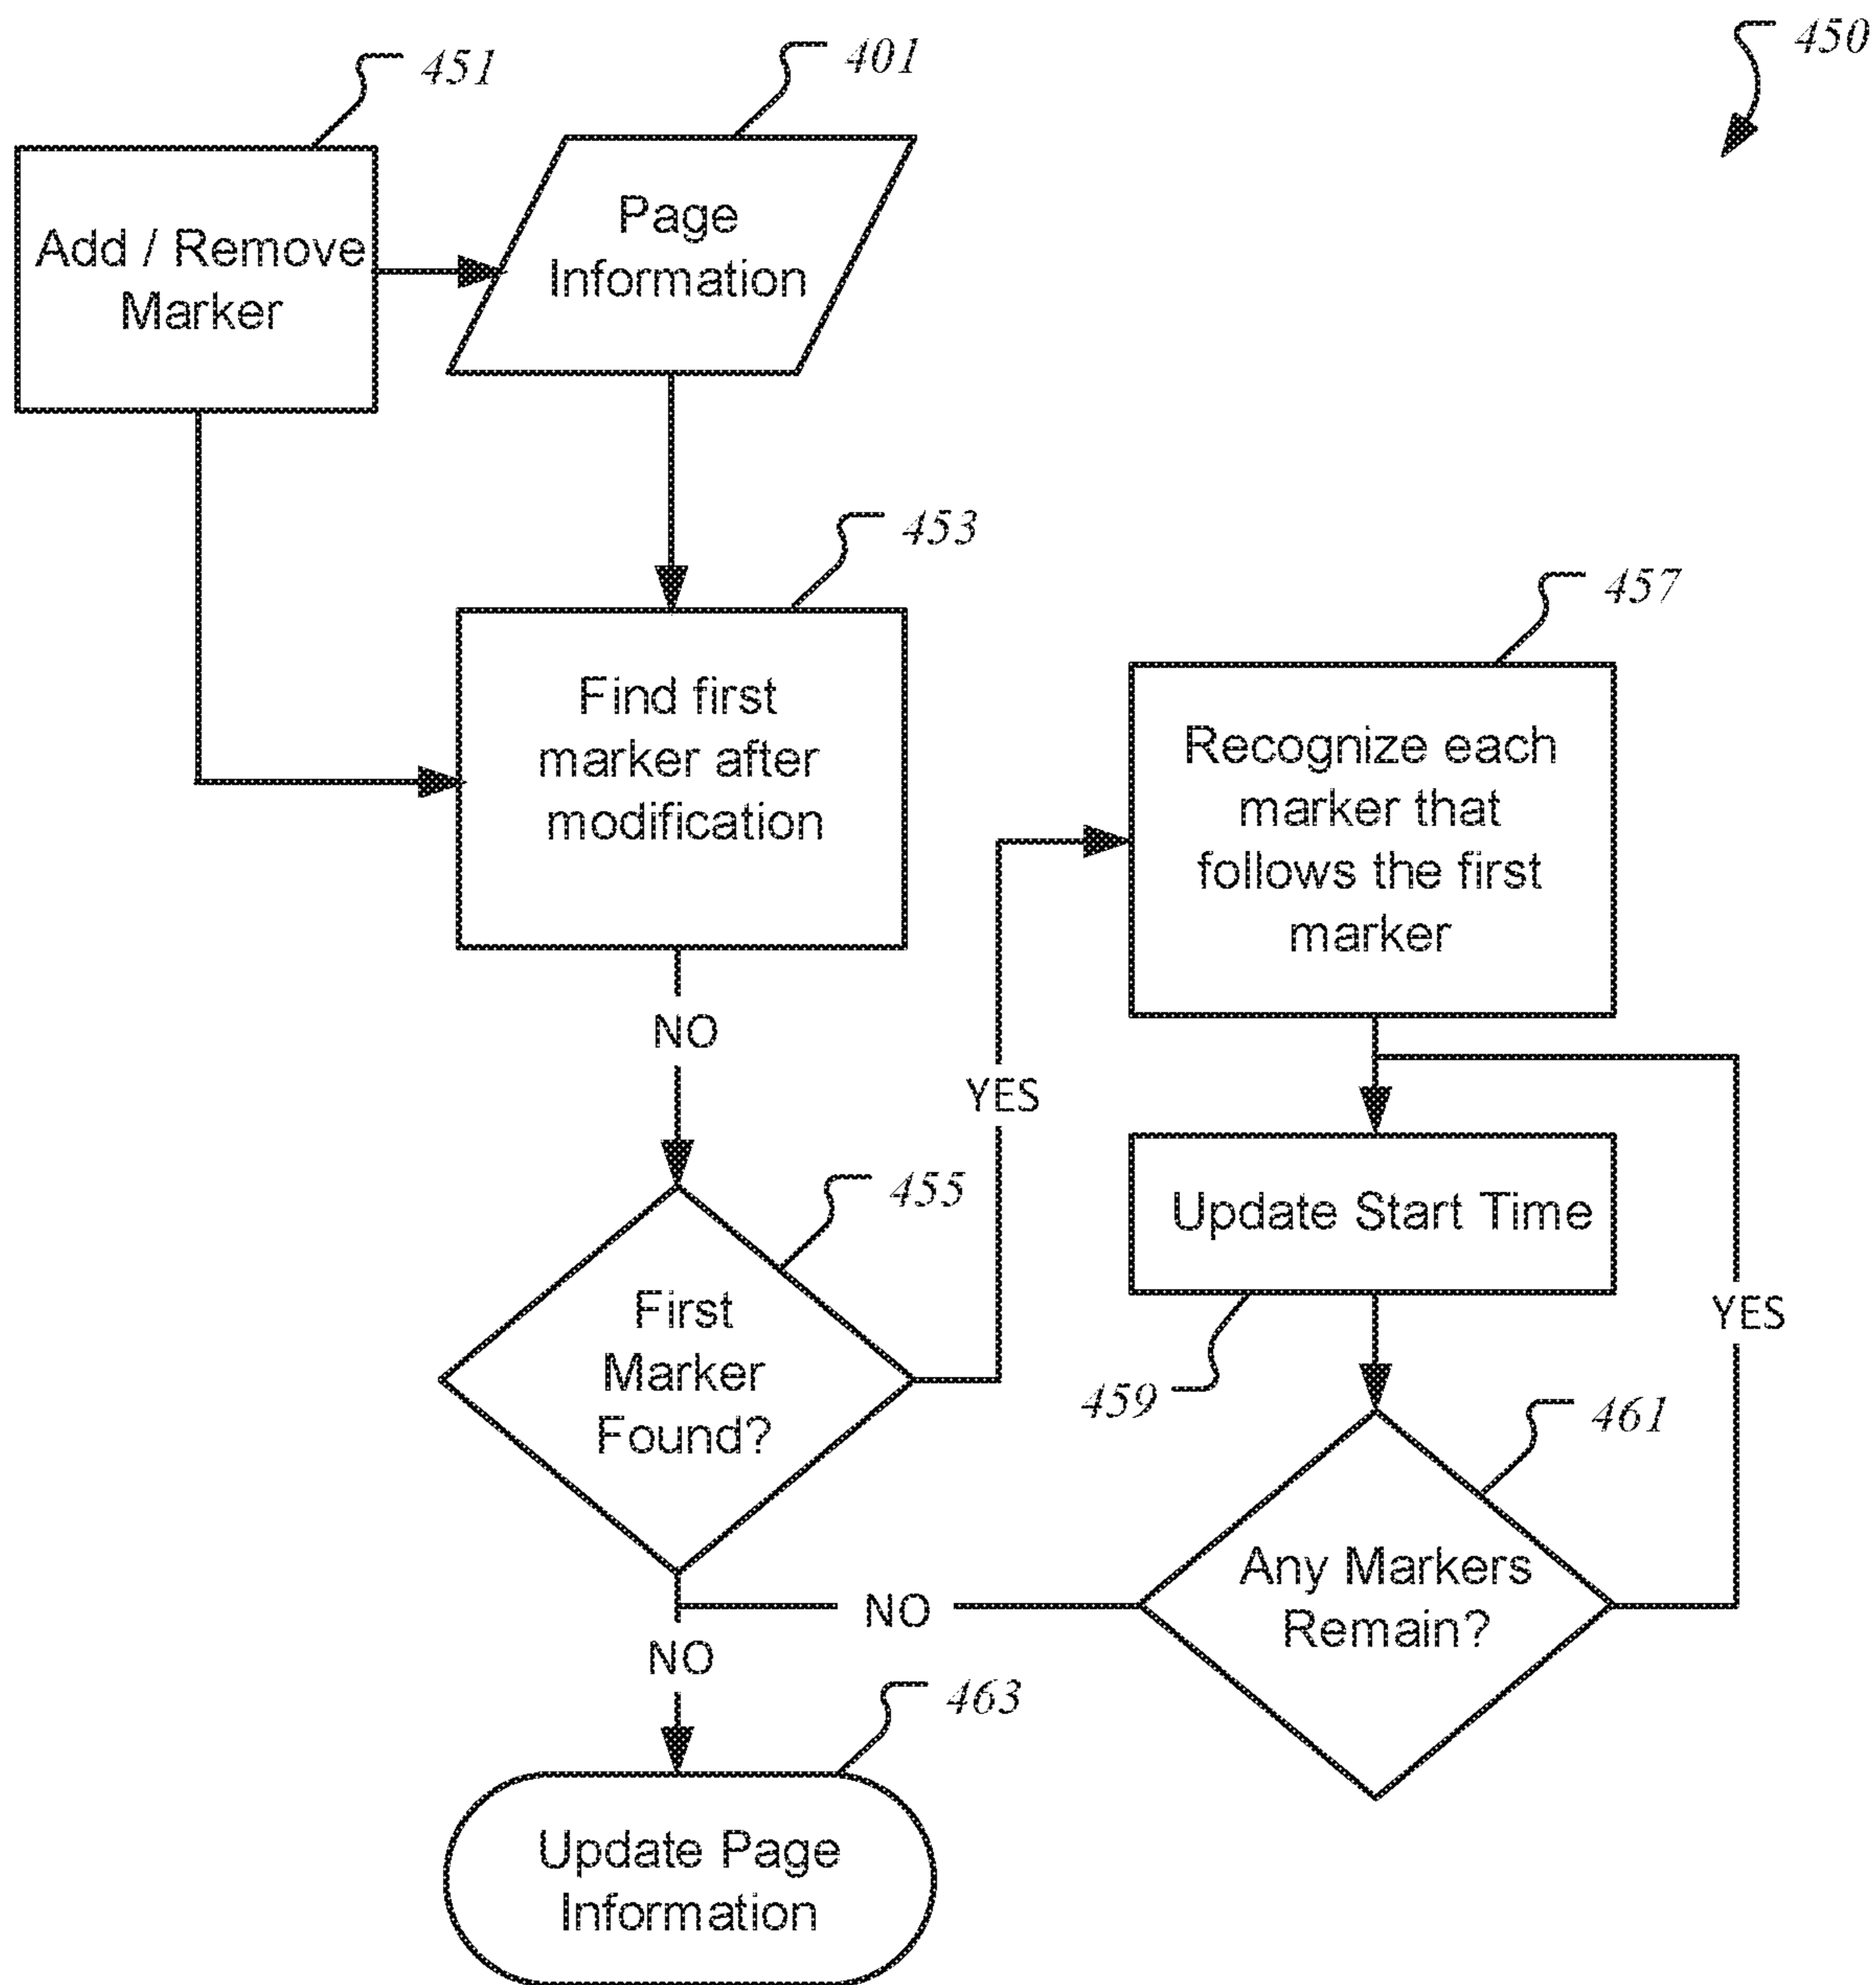 450
451
401
Add / Remove
Marker
Page
Information
453
Find first
marker after
modification
457
Recognize each
marker that
follows the first
marker
NO
YES
455
First
Marker
Found?
Update Start Time
459
YES
461
Any Markers
Remain?
NO
NO
463
Update Page
Information